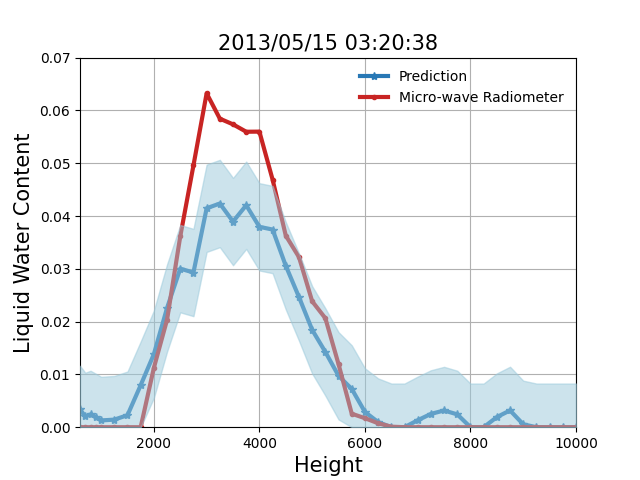 2013/05/15 03:20:38
Prediction
Micro-wave Radiometer
Liquid Water Content
0.07
0.06
0.05
0.04
0.03
0.02
0.01
0.00
2000 4000 6000 8000 10000
Height